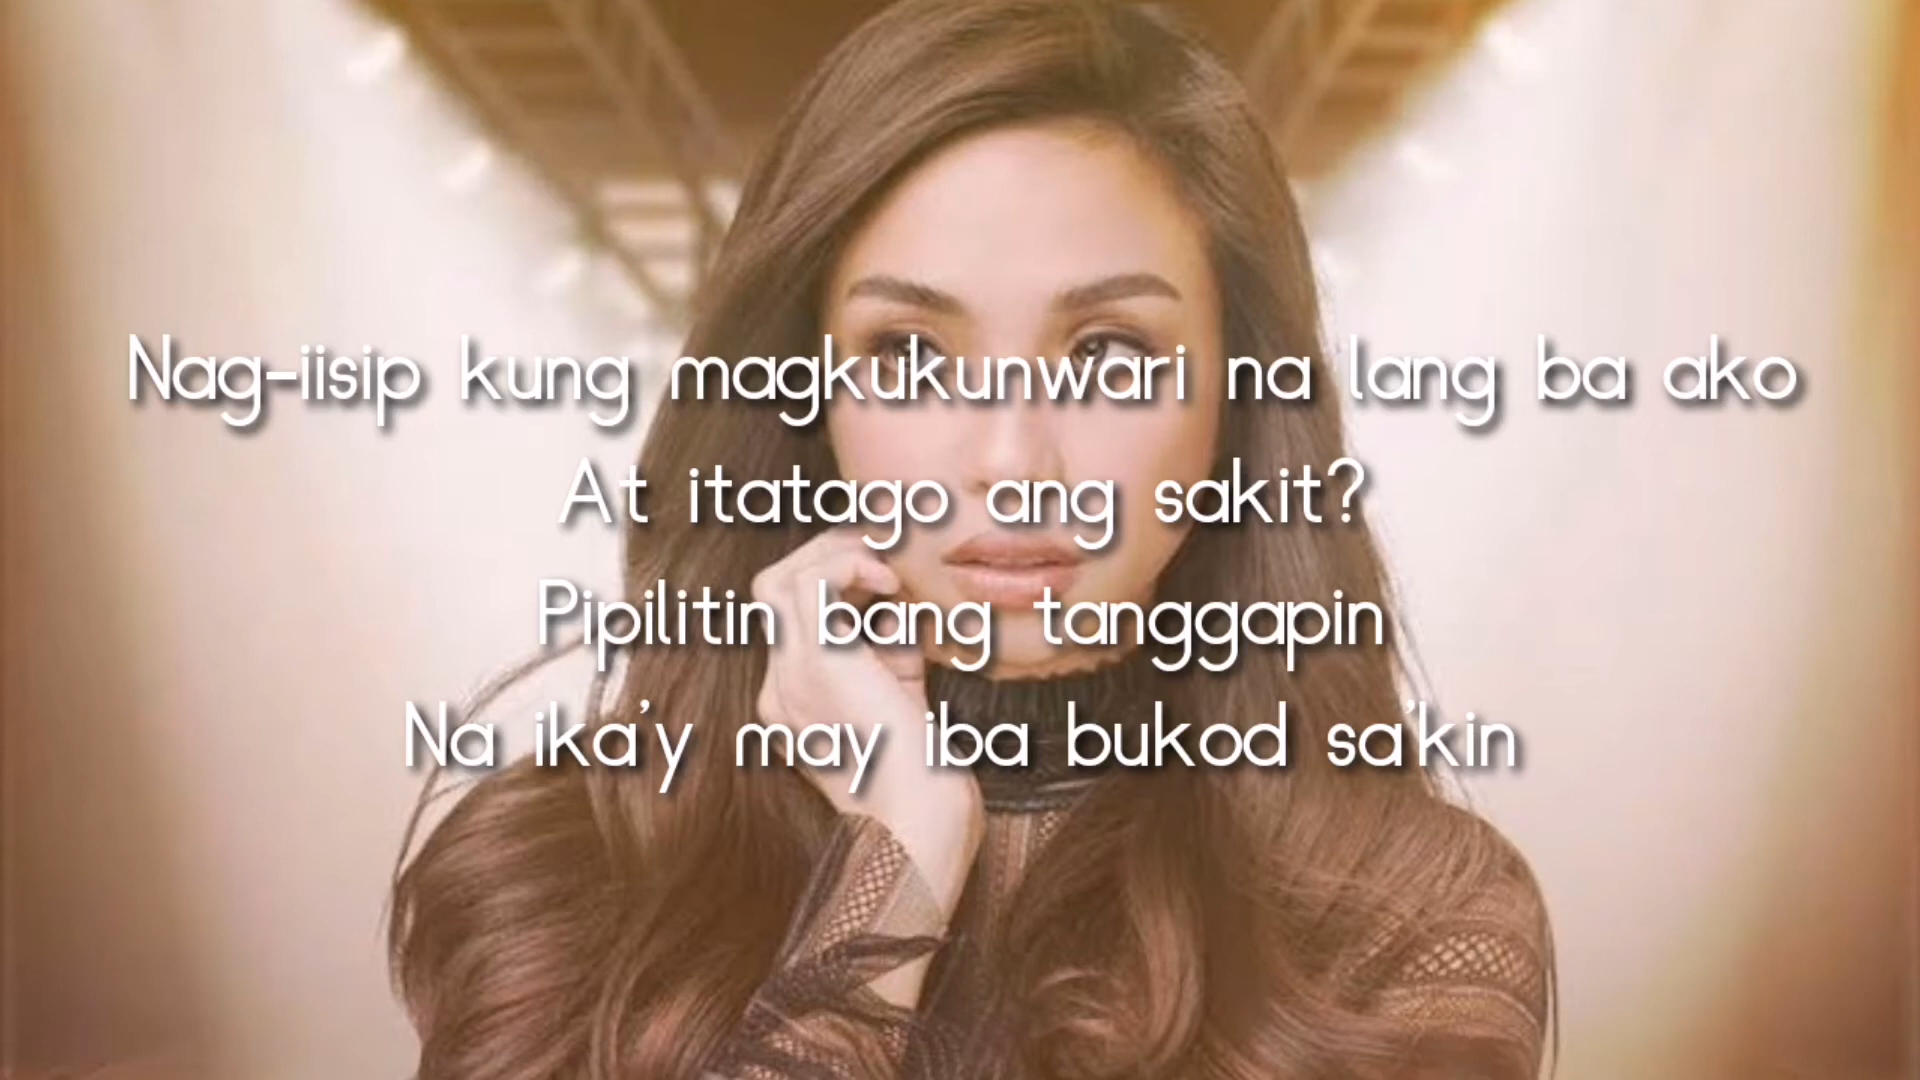 Nag-iisip kung magkukunwari na lang ba ako
At itatago ang sakit?
Pipilitin bang tanggapin
Na ika'y may iba bukod sa'kin